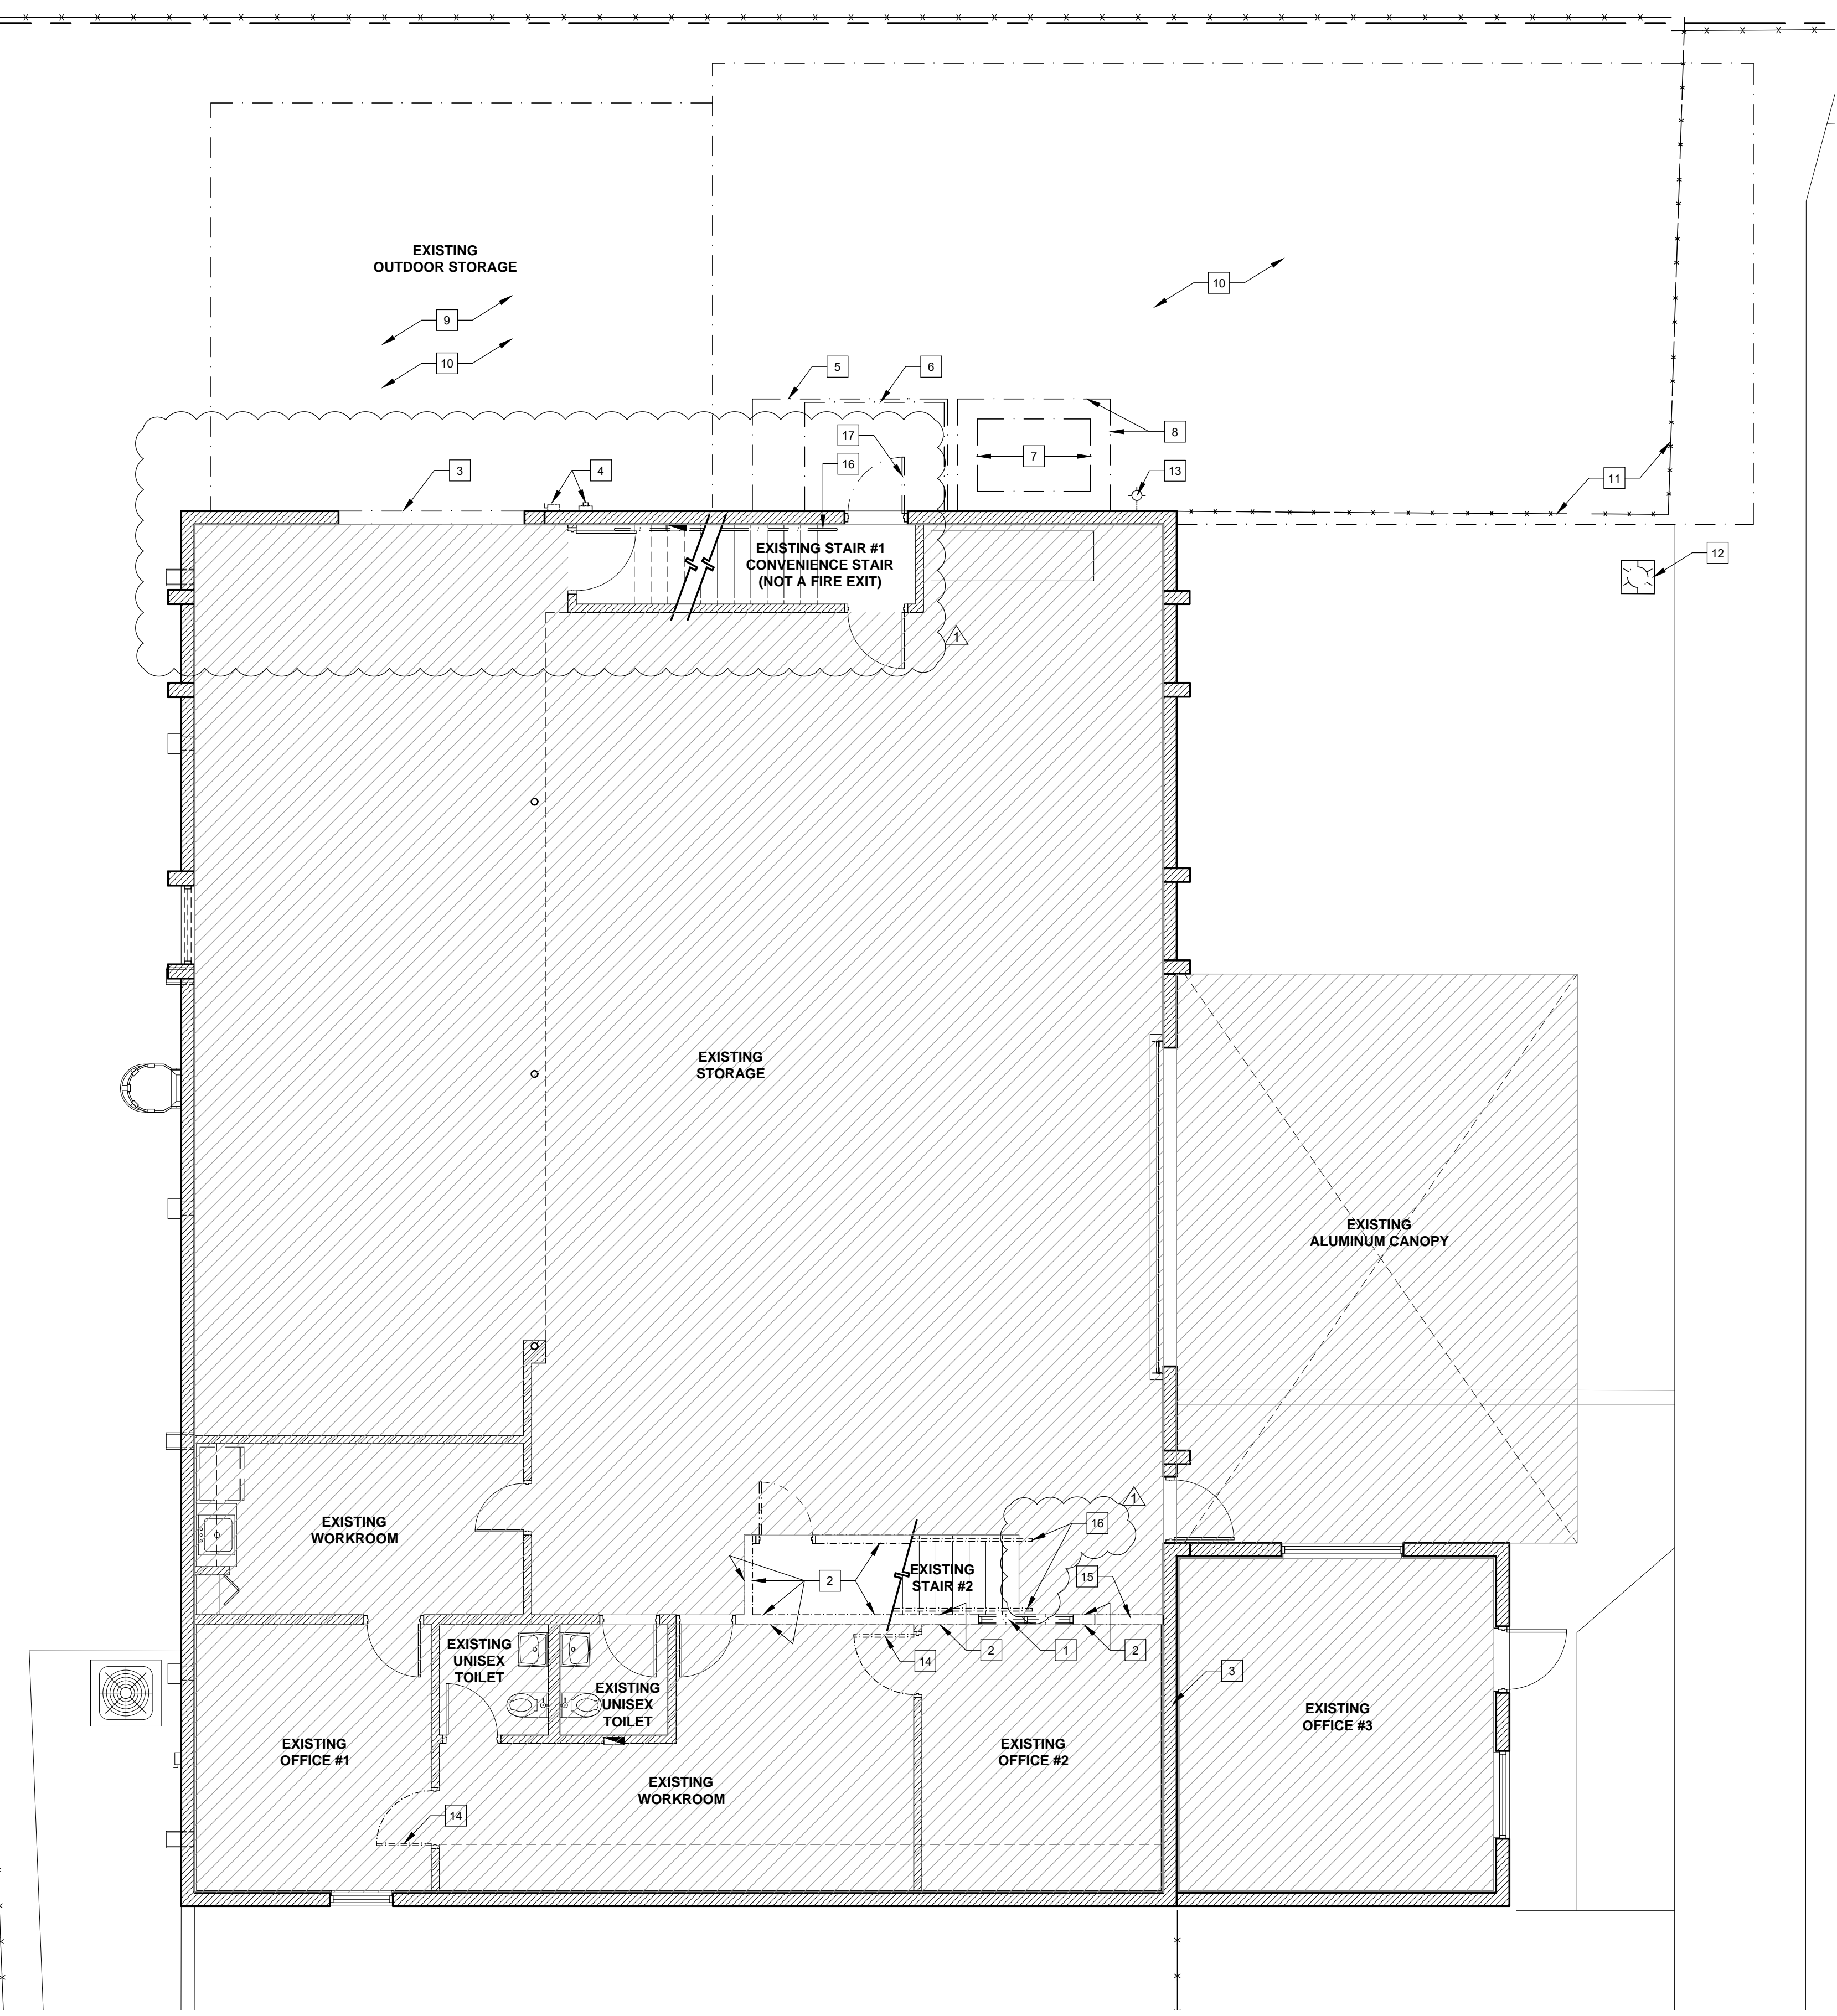 EXISTING
OUTDOOR STORAGE
10
9
10
5
6
17
8
7
16
3
4
13
11
EXISTING STAIR #1
CONVENIENCE STAIR
(NOT A FIRE EXIT)
12
1
EXISTING
STORAGE
EXISTING
ALUMINUM CANOPY
1
EXISTING
WORKROOM
16
EXISTING
STAIR #2
2
15
EXISTING
UNISEX
TOILET
14
2
1
2
3
EXISTING
UNISEX
TOILET
EXISTING
OFFICE #3
EXISTING
OFFICE #1
EXISTING
OFFICE #2
EXISTING
WORKROOM
14